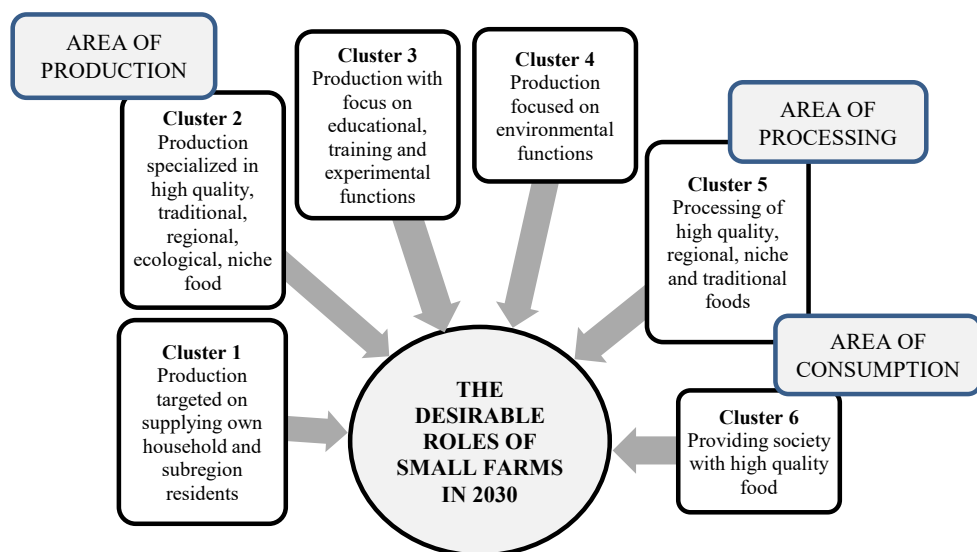 AREA OF
PRODUCTION
Cluster 2
Production
specialized in
high quality,
traditional,
regional,
ecological, niche
food
Cluster 3
Production with
focus on
educational,
training and
experimental
functions
Cluster 4
Production
focused on
environmental
functions
AREA OF
PROCESSING
Cluster 5
Processing of
high quality,
regional, niche
and traditional
foods
Cluster 1
Production
targeted on
supplying own
household and
subregion
residents
THE
DESIRABLE
ROLES OF
SMALL FARMS
IN 2030
AREA OF
CONSUMPTION
Cluster 6
Providing society
with high quality
food